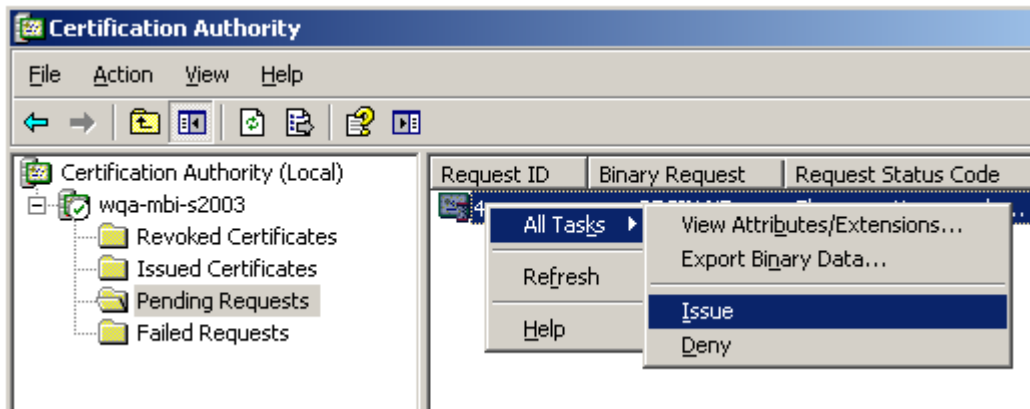 Certification Authority
File Action View Help
Certification Authority (Local)
wqa-mbi-s2003
Revoked Certificates
Issued Certificates
Pending Requests
Failed Requests
Request ID Binary Request Request Status Code
4
All Tasks
Refresh
Help
View Attributes/Extensions...
Export Binary Data...
Issue
Deny